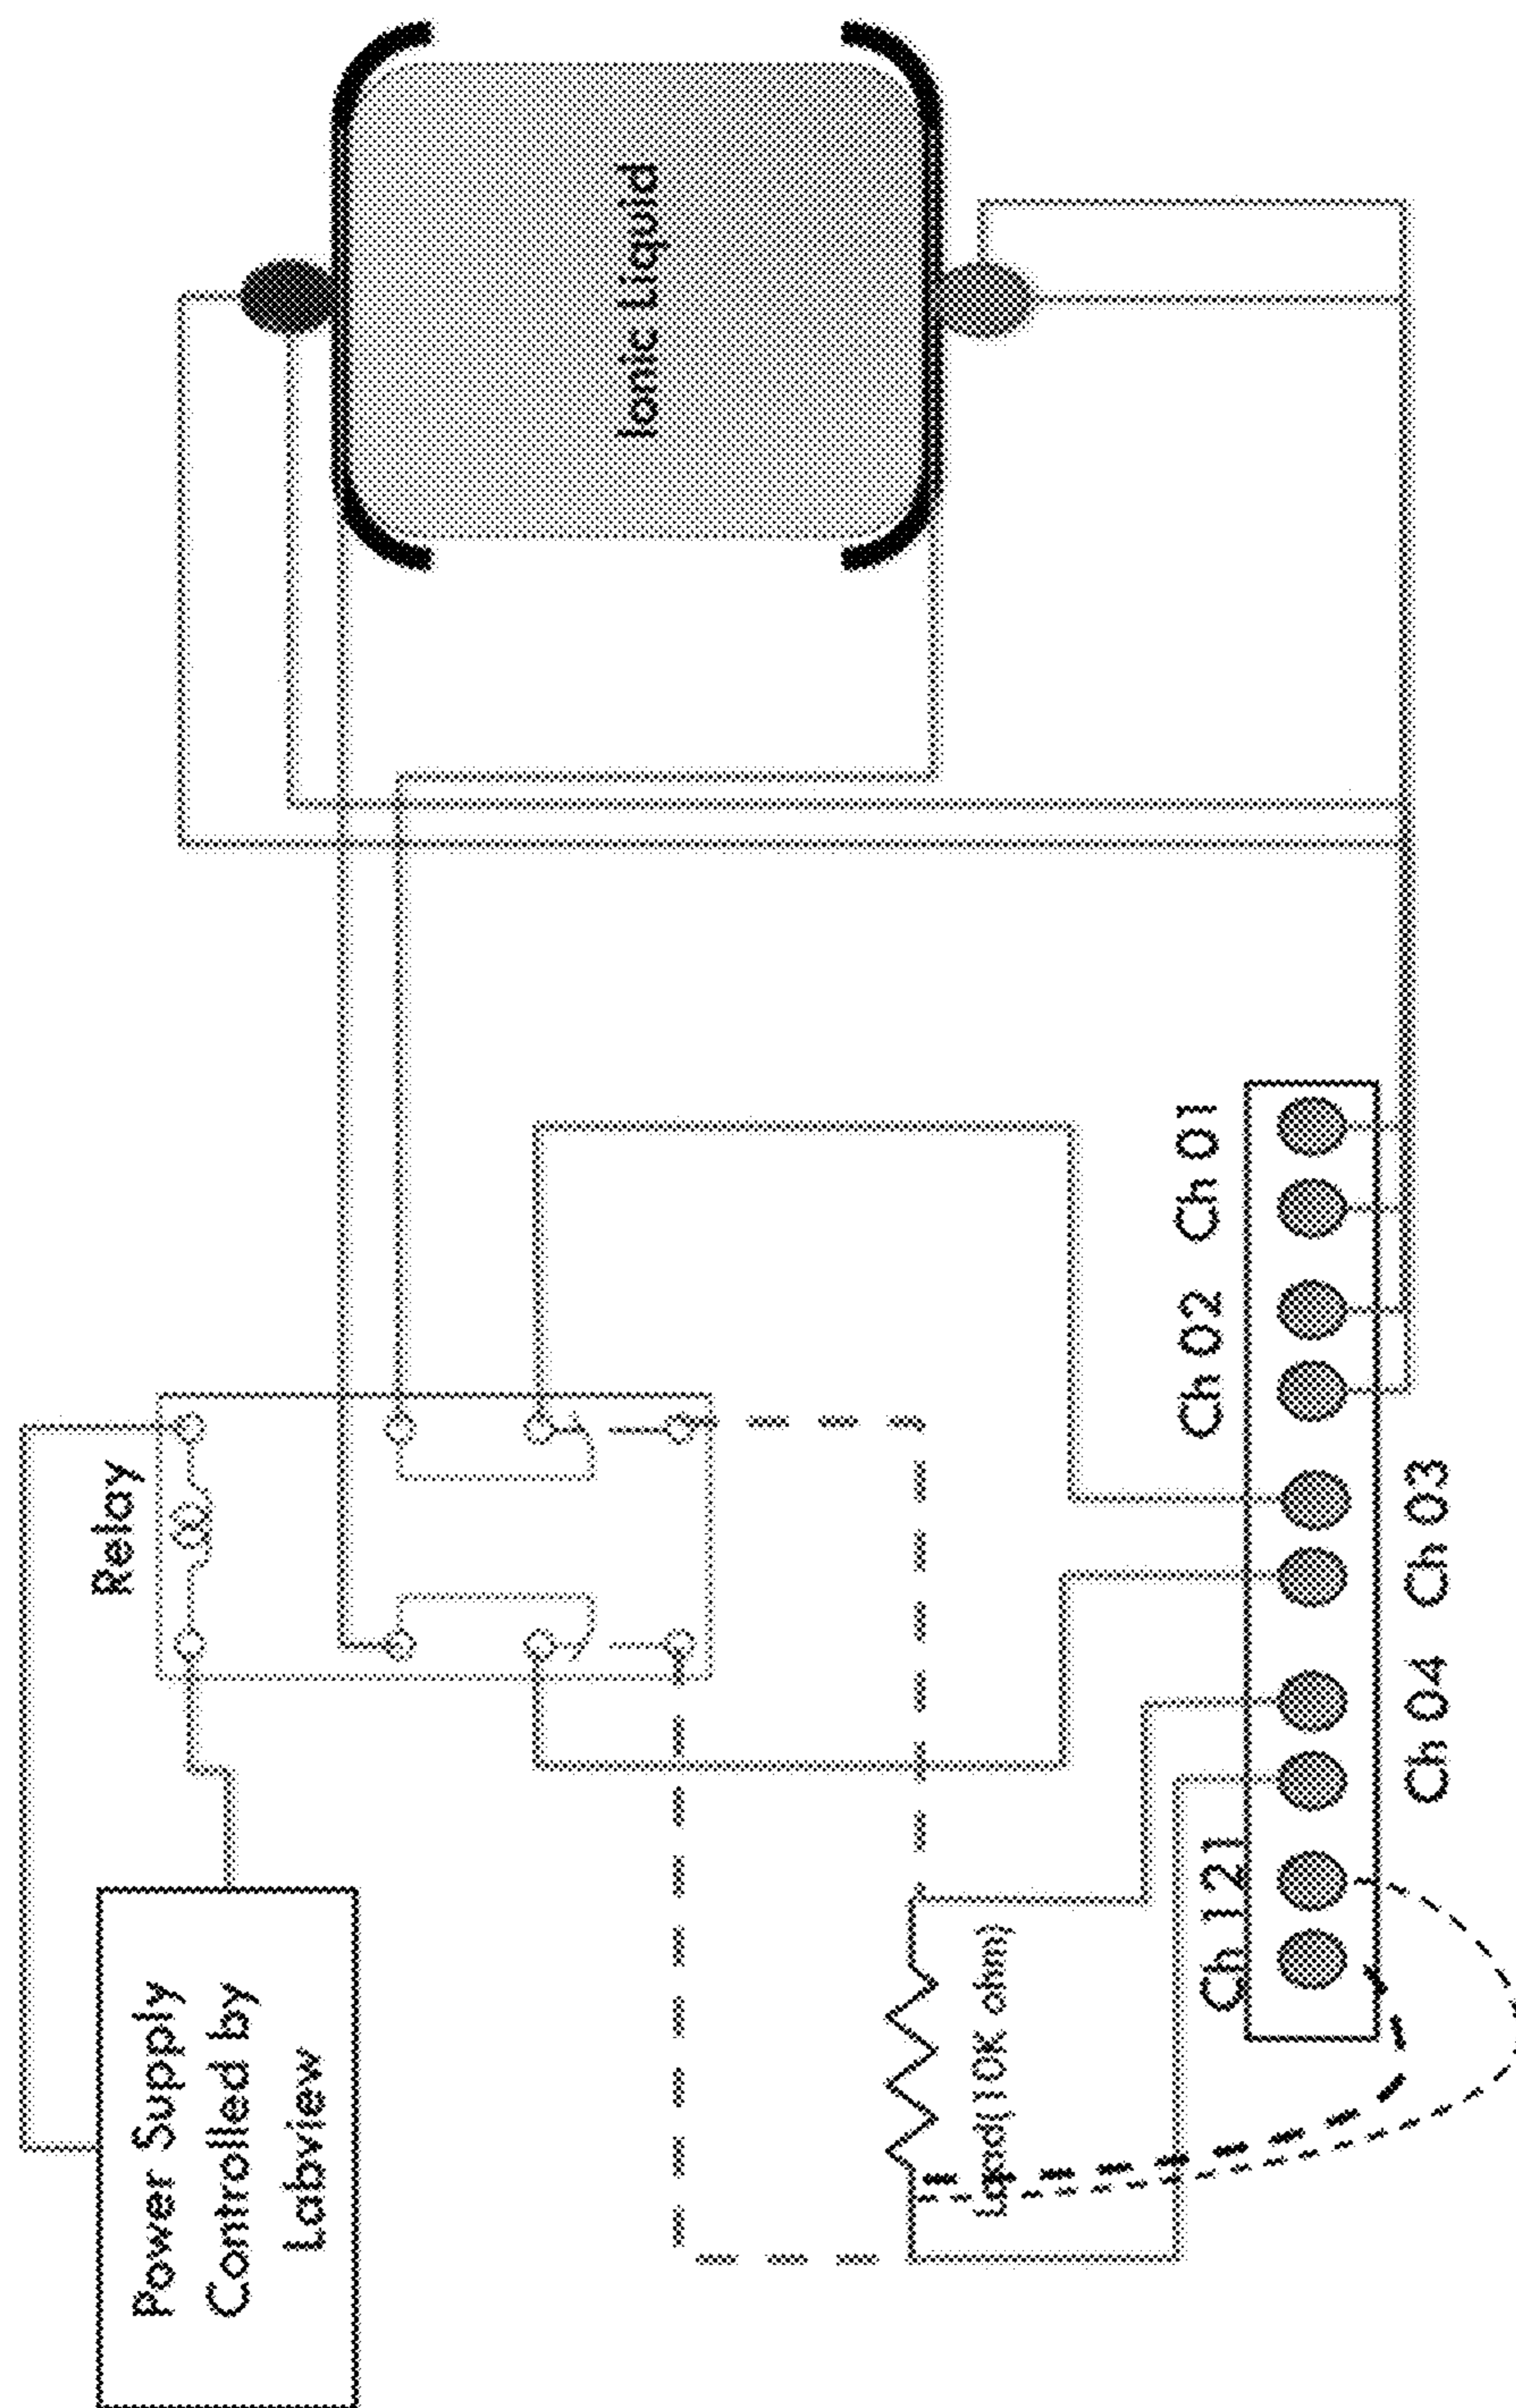 Power Supply
Controlled by
Labview
Relay
Ionic Liquid
Load(10K ohm)
Ch 121
Ch 02
Ch 01
Ch 04
Ch 03